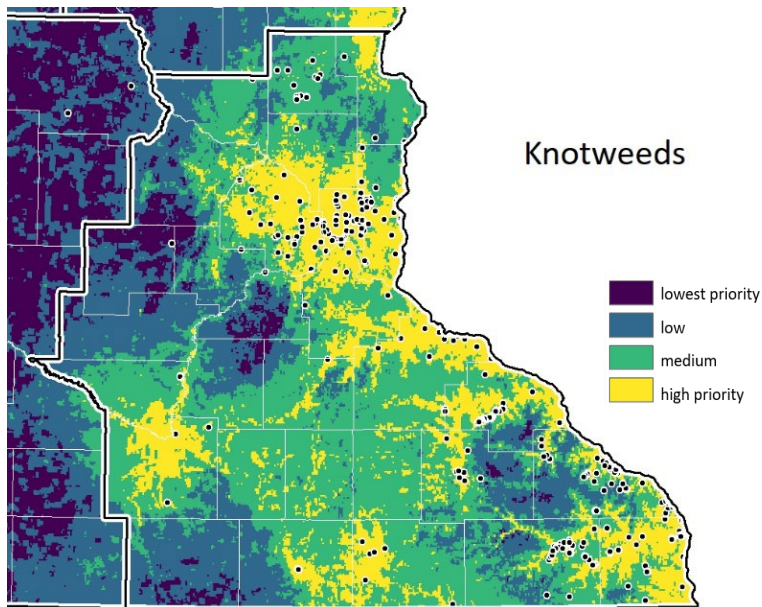 Knotweeds
lowest priority
low
medium
high priority